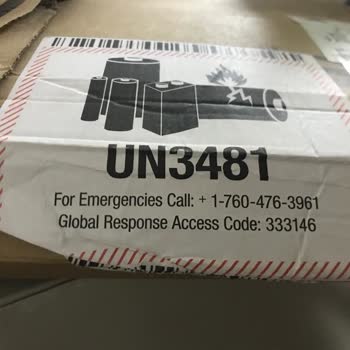 UN3481
For Emergencies Call: + 1-760-476-3961
Global Response Access Code: 333146